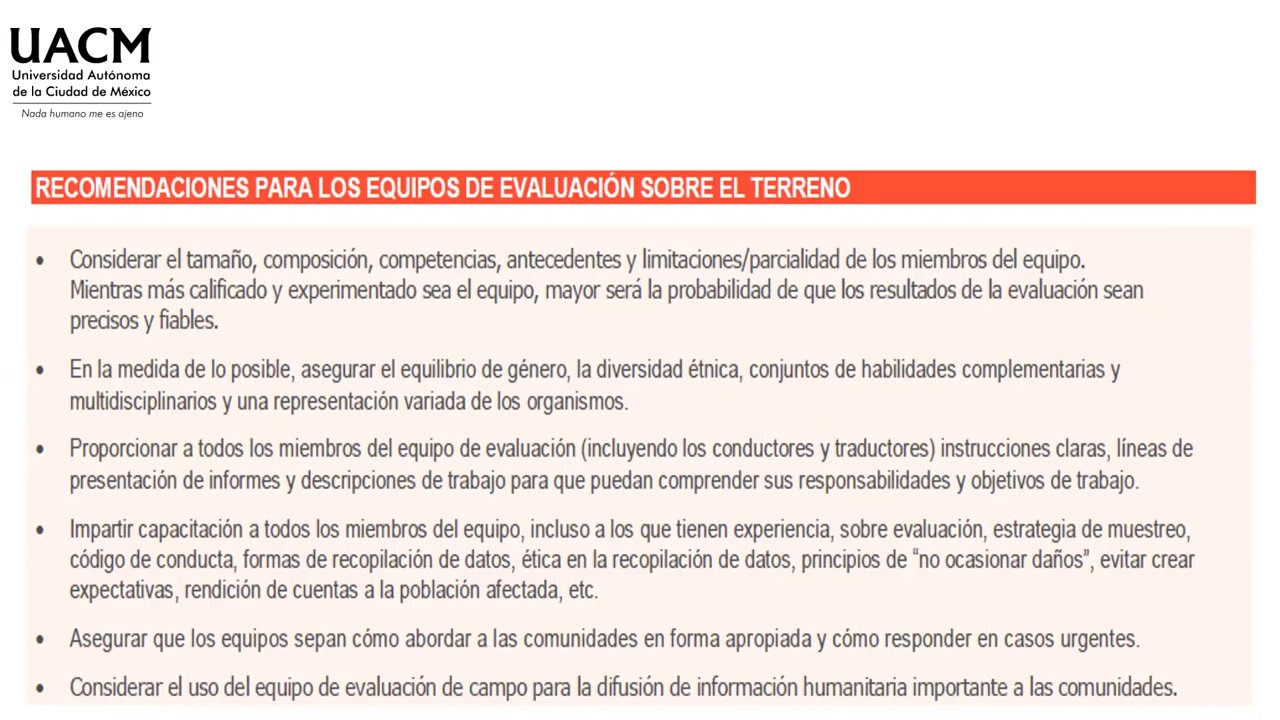 UACM
Universidad Autónoma
de la Ciudad de México
Nada humano me es ajeno
RECOMENDACIONES PARA LOS EQUIPOS DE EVALUACIÓN SOBRE EL TERRENO
• Considerar el tamaño, composición, competencias, antecedentes y limitaciones/parcialidad de los miembros del equipo.
Mientras más calificado y experimentado sea el equipo, mayor será la probabilidad de que los resultados de la evaluación sean
precisos y fiables.
• En la medida de lo posible, asegurar el equilibrio de género, la diversidad étnica, conjuntos de habilidades complementarias y
multidisciplinarios y una representación variada de los organismos.
• Proporcionar a todos los miembros del equipo de evaluación (incluyendo los conductores y traductores) instrucciones claras, líneas de
presentación de informes y descripciones de trabajo para que puedan comprender sus responsabilidades y objetivos de trabajo.
• Impartir capacitación a todos los miembros del equipo, incluso a los que tienen experiencia, sobre evaluación, estrategia de muestreo,
código de conducta, formas de recopilación de datos, ética en la recopilación de datos, principios de “no ocasionar daños”, evitar crear
expectativas, rendición de cuentas a la población afectada, etc.
• Asegurar que los equipos sepan cómo abordar a las comunidades en forma apropiada y cómo responder en casos urgentes.
• Considerar el uso del equipo de evaluación de campo para la difusión de información humanitaria importante a las comunidades.